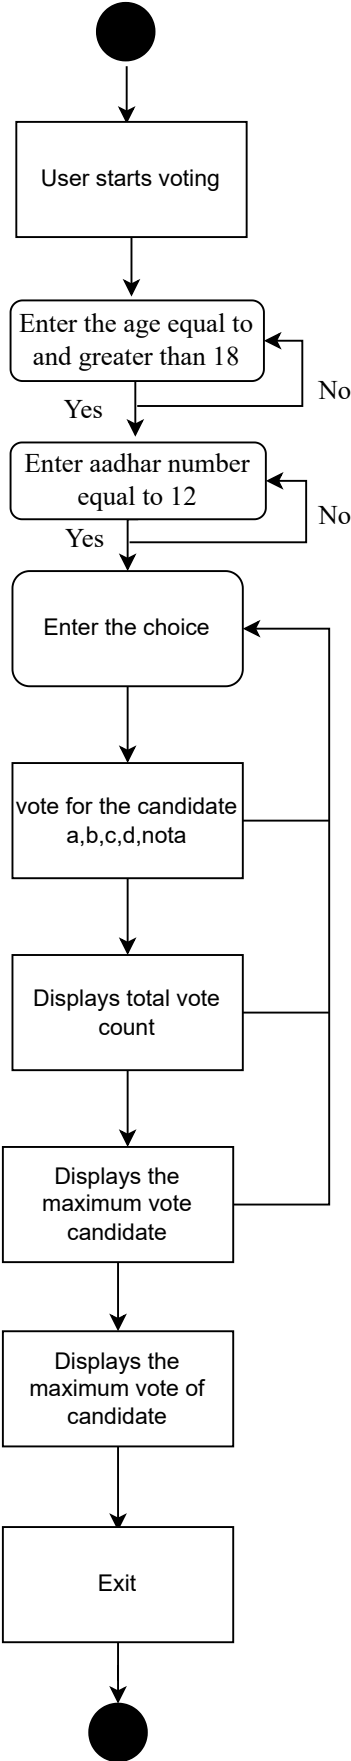 User starts voting
Enter the age equal to
and greater than 18
No
Yes
Enter aadhar number
equal to 12
No
Yes
Enter the choice
vote for the candidate
a,b,c,d,nota
Displays total vote
count
Displays the
maximum vote
candidate
Displays the
maximum vote of
candidate
Exit